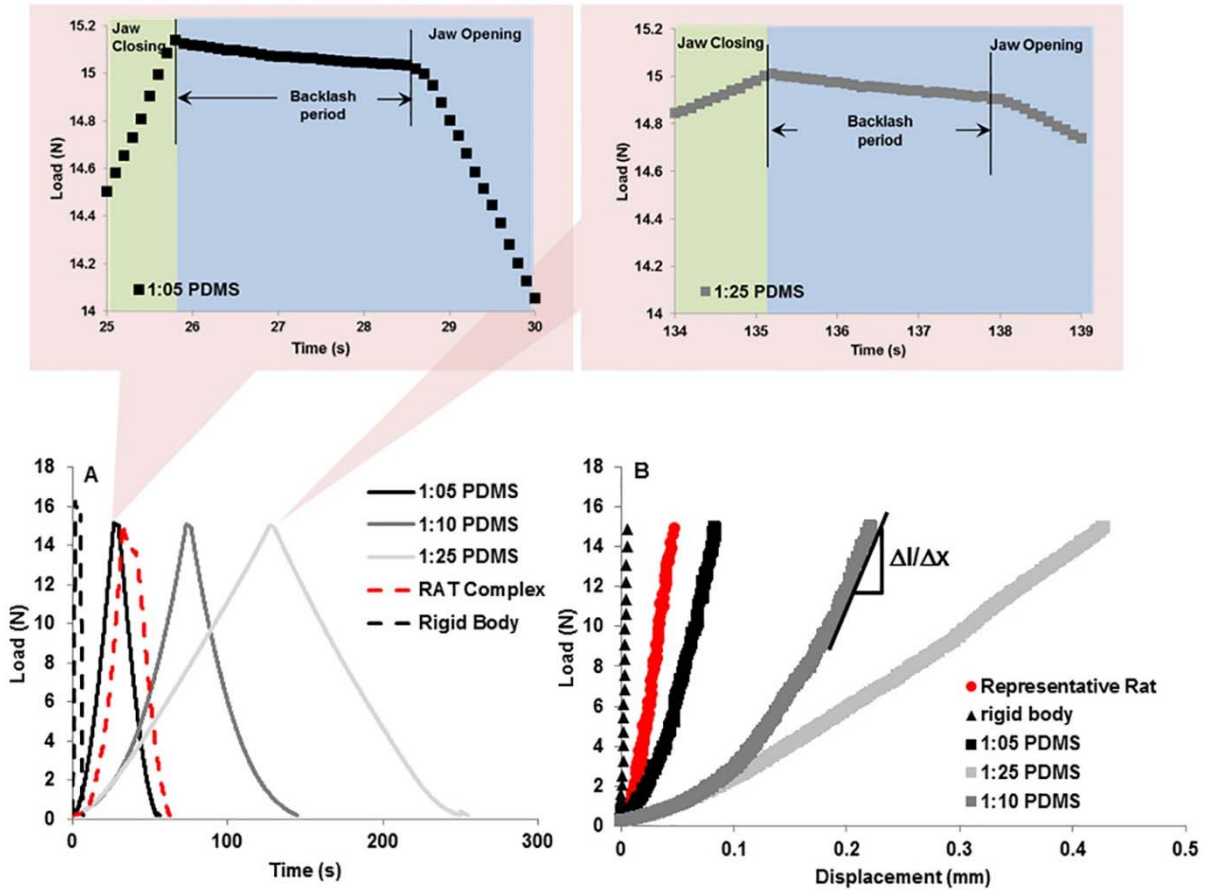 15.2
15
14.8
14.6
14.4
14.2
14
Load (N)
Jaw
Closing
Jaw Opening
Backlash
period
1:05 PDMS
25
26
27
28
29
30
Time (s)
15.2
15
14.8
14.6
14.4
14.2
14
Load (N)
Jaw Closing
Jaw Opening
Backlash
period
1:25 PDMS
134
135
136
137
138
139
Time (s)
A
18
16
14
12
10
8
6
4
2
0
Load (N)
1:05 PDMS
1:10 PDMS
1:25 PDMS
RAT Complex
Rigid Body
0
100
200
300
Time (s)
B
18
16
14
12
10
8
6
4
2
0
Load (N)
Δl/Δx
Representative Rat
rigid body
1:05 PDMS
1:25 PDMS
1:10 PDMS
0
0.1
0.2
0.3
0.4
0.5
Displacement (mm)